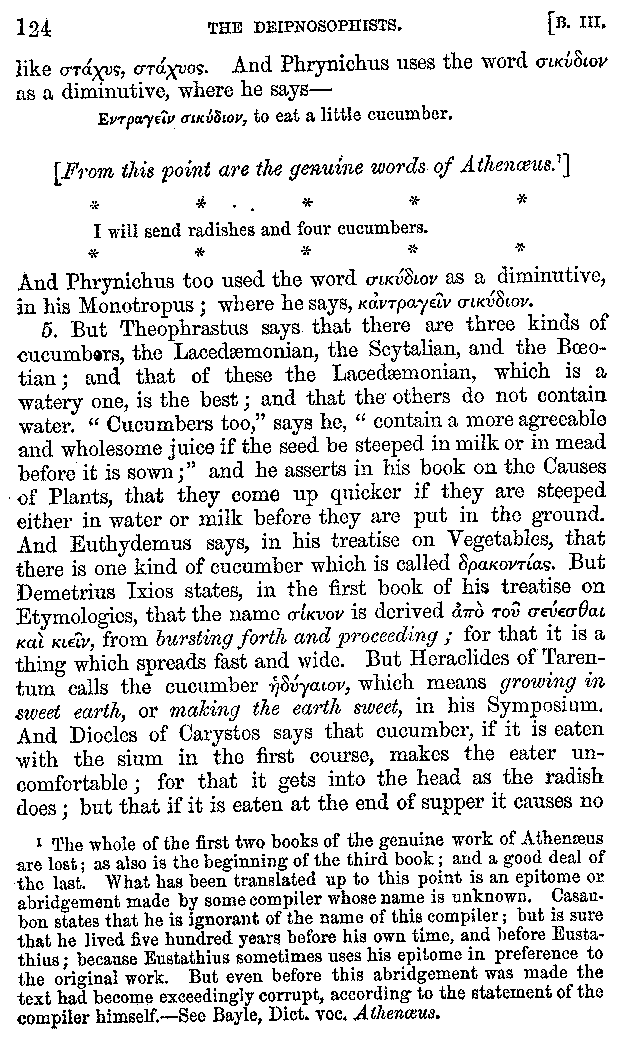 124 THE DEIPNOSOPHISTS. [B. III.
like στάχυς, στάχυος. And Phrynichus uses the word σικύδιον
as a diminutive, where he says—
Εντραγεῖν σικύδιον, to eat a little cucumber.
[From this point are the genuine words of Athenæus.¹]
* * . . * * *
I will send radishes and four cucumbers.
* * * * *
And Phrynichus too used the word σικύδιον as a diminutive,
in his Monotropus; where he says, κἀντραγεῖν σικύδιον.
5. But Theophrastus says that there are three kinds of
cucumbers, the Lacedæmonian, the Scytalian, and the Bœo-
tian; and that of these the Lacedæmonian, which is a
watery one, is the best; and that the others do not contain
water. “ Cucumbers too,” says he, “ contain a more agreeable
and wholesome juice if the seed be steeped in milk or in mead
before it is sown;” and he asserts in his book on the Causes
of Plants, that they come up quicker if they are steeped
either in water or milk before they are put in the ground.
And Euthydemus says, in his treatise on Vegetables, that
there is one kind of cucumber which is called δρακοντίας. But
Demetrius Ixios states, in the first book of his treatise on
Etymologies, that the name σίκυον is derived ἀπὸ τοῦ σεύεσθαι
καὶ κιεῖν, from bursting forth and proceeding; for that it is a
thing which spreads fast and wide. But Heraclides of Taren-
tum calls the cucumber ἡδύγαιον, which means growing in
sweet earth, or making the earth sweet, in his Symposium.
And Diocles of Carystos says that cucumber, if it is eaten
with the sium in the first course, makes the eater un-
comfortable; for that it gets into the head as the radish
does; but that if it is eaten at the end of supper it causes no
¹ The whole of the first two books of the genuine work of Athenæus
are lost; as also is the beginning of the third book; and a good deal of
the last. What has been translated up to this point is an epitome or
abridgement made by some compiler whose name is unknown. Casau-
bon states that he is ignorant of the name of this compiler; but is sure
that he lived five hundred years before his own time, and before Eusta-
thius; because Eustathius sometimes uses his epitome in preference to
the original work. But even before this abridgement was made the
text had become exceedingly corrupt, according to the statement of the
compiler himself.—See Bayle, Dict. voc. Athenæus.